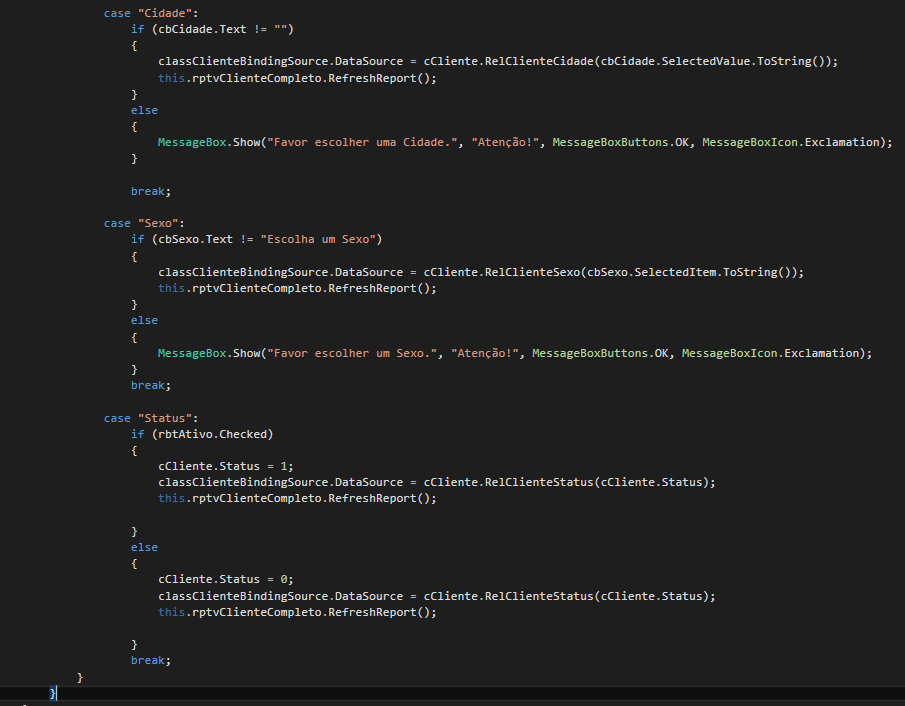 case "Cidade":
if (cbCidade.Text != "")
{
classClienteBindingSource.DataSource = cCliente.RelClienteCidade(cbCidade.SelectedValue.ToString());
this.rptvClienteCompleto.RefreshReport();
}
else
{
MessageBox.Show("Favor escolher uma Cidade.", "Atenção!", MessageBoxButtons.OK, MessageBoxIcon.Exclamation);
}
break;
case "Sexo":
if (cbSexo.Text != "Escolha um Sexo")
{
classClienteBindingSource.DataSource = cCliente.RelClienteSexo(cbSexo.SelectedItem.ToString());
this.rptvClienteCompleto.RefreshReport();
}
else
{
MessageBox.Show("Favor escolher um Sexo.", "Atenção!", MessageBoxButtons.OK, MessageBoxIcon.Exclamation);
}
break;
case "Status":
if (rbtAtivo.Checked)
{
cCliente.Status = 1;
classClienteBindingSource.DataSource = cCliente.RelClienteStatus(cCliente.Status);
this.rptvClienteCompleto.RefreshReport();
}
else
{
cCliente.Status = 0;
classClienteBindingSource.DataSource = cCliente.RelClienteStatus(cCliente.Status);
this.rptvClienteCompleto.RefreshReport();
}
break;
}
}